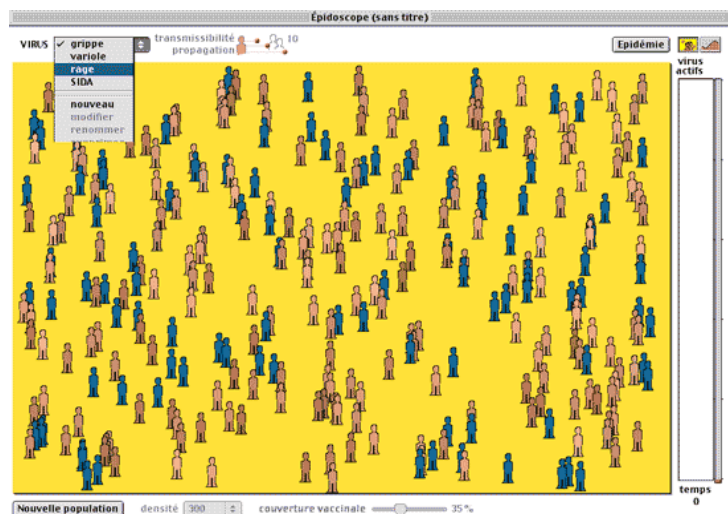 Épidoscope (sans titre)
VIRUS
✓ grippe
variole
rage
SIDA
nouveau
modifier
renommer
transmissibilité
propagation
10
Epidémie
virus
actifs
temps
0
Nouvelle population
densité 300
couverture vaccinale 35%